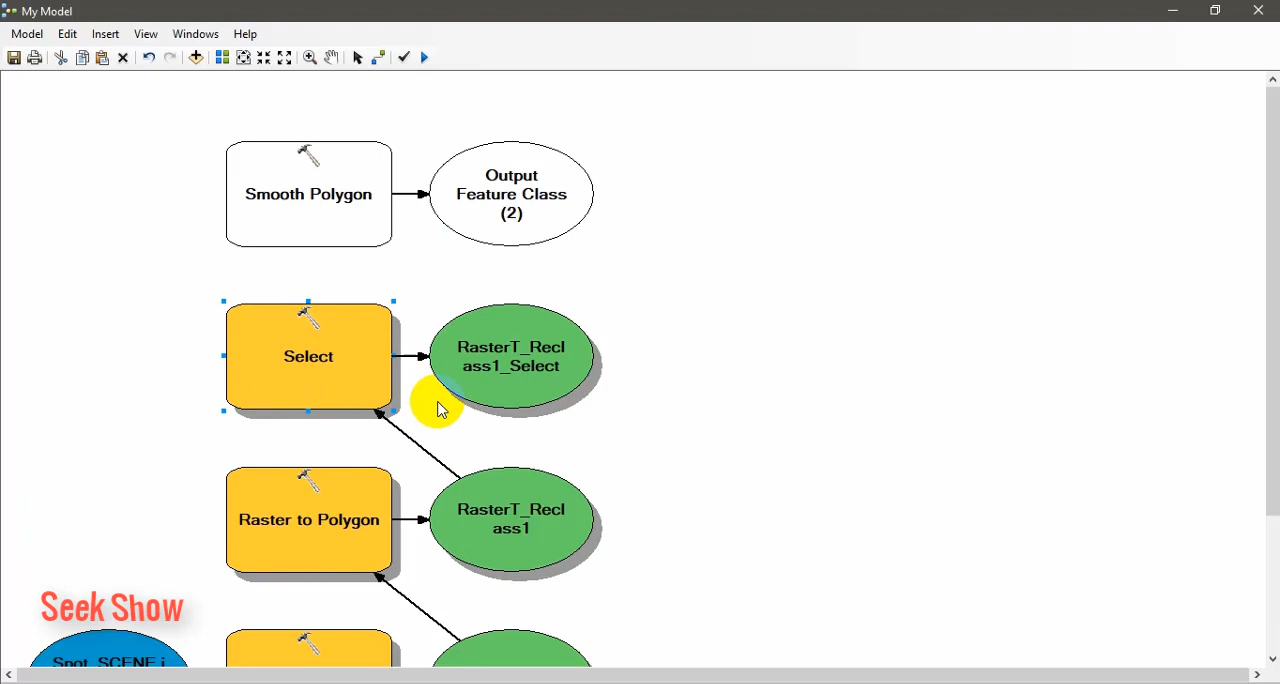 My Model
Model Edit Insert View Windows Help
Smooth Polygon
Output
Feature Class
(2)
Select
RasterT_Recl
ass1_Select
Raster to Polygon
RasterT_Recl
ass1
Seek Show
Spot_SCENE_i